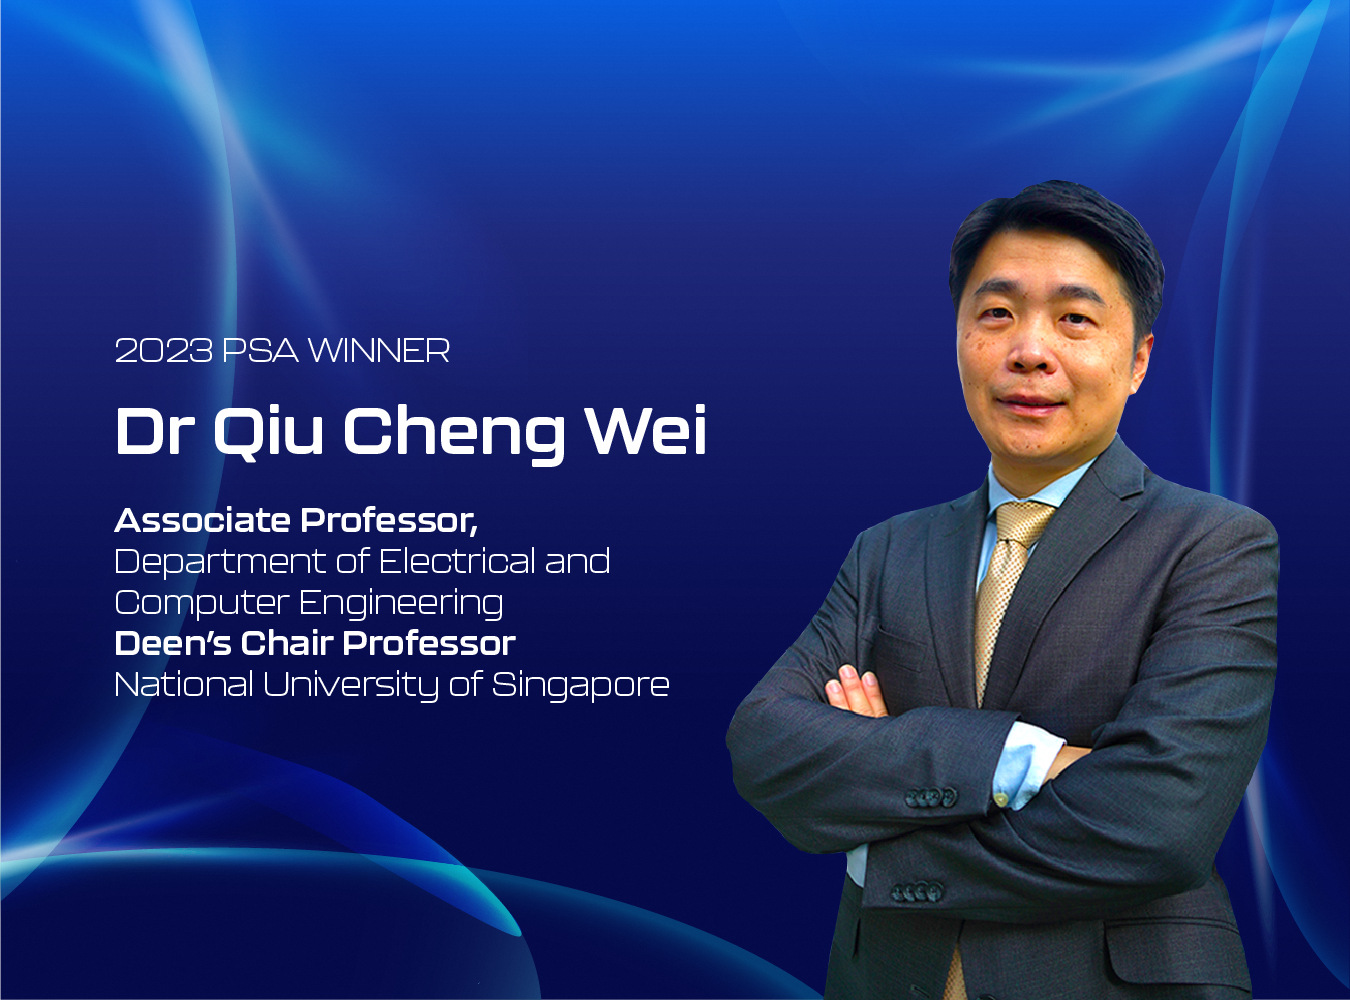 2023 PSA WINNER
Dr Qiu Cheng Wei
Associate Professor,
Department of Electrical and
Computer Engineering
Deen’s Chair Professor
National University of Singapore